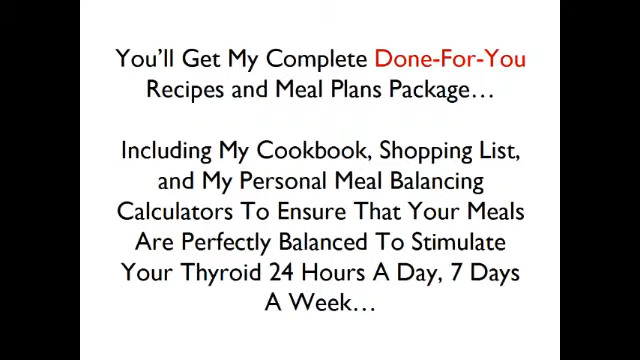 You’ll Get My Complete Done-For-You
Recipes and Meal Plans Package…
Including My Cookbook, Shopping List,
and My Personal Meal Balancing
Calculators To Ensure That Your Meals
Are Perfectly Balanced To Stimulate
Your Thyroid 24 Hours A Day, 7 Days
A Week…